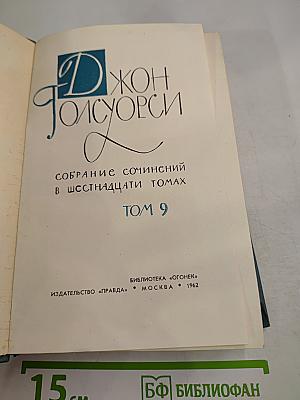 ДЖОН
ГОЛСУОРСИ
СОБРАНИЕ СОЧИНЕНИЙ
В ШЕСТНАДЦАТИ ТОМАХ
ТОМ 9
БИБЛИОТЕКА «ОГОНЕК»
ИЗДАТЕЛЬСТВО «ПРАВДА» * МОСКВА * 1962
15 см
БФ БИБЛИОФАН